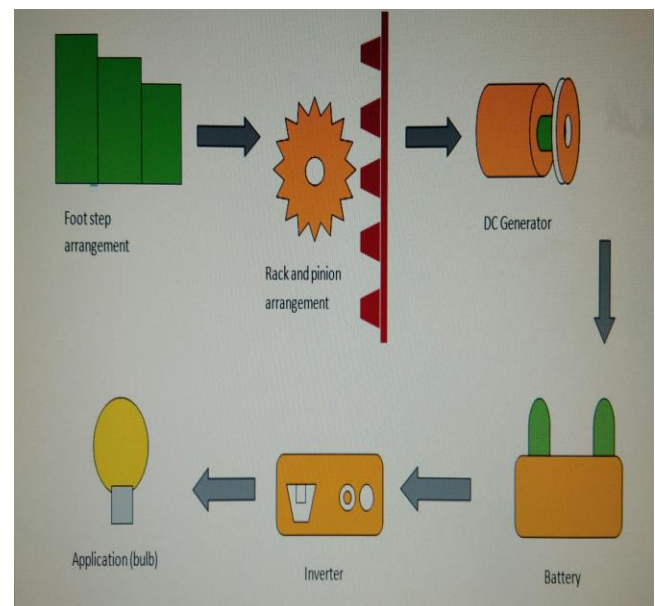 Foot step
arrangement
Rack and pinion
arrangement
DC Generator
Application (bulb)
Inverter
Battery